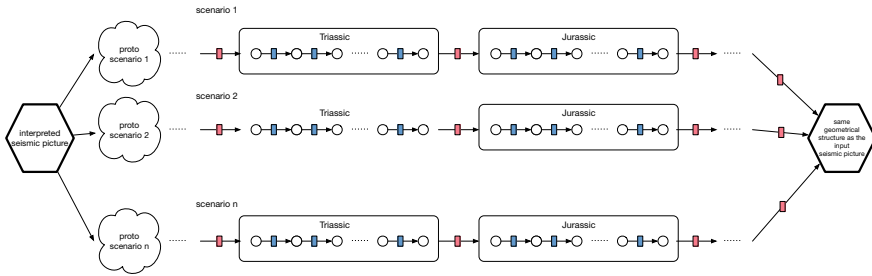 scenario 1
Triassic
Jurassic
proto
scenario 1
......
......
......
......
scenario 2
Triassic
Jurassic
proto
scenario 2
......
......
......
......
interpreted
seismic picture
same
geometrical
structure as the
input
seismic picture
scenario n
Triassic
Jurassic
proto
scenario n
......
......
......
......